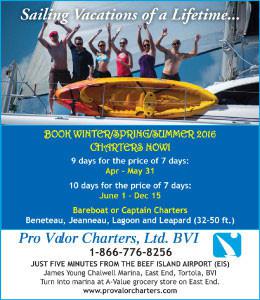 Sailing Vacations of a Lifetime...
BOOK WINTER/SPRING/SUMMER 2016
CHARTERS NOW!
9 days for the price of 7 days:
Apr - May 31
10 days for the price of 7 days:
June 1 - Dec 15
Bareboat or Captain Charters
Beneteau, Jeanneau, Lagoon and Leopard (32-50 ft.)
Pro Valor Charters, Ltd. BVI
1-866-776-8256
JUST FIVE MINUTES FROM THE BEEF ISLAND AIRPORT (EIS)
James Young Chalwell Marina, East End, Tortola, BVI
Turn into marina at A-Value grocery store on East End.
www.provalorcharters.com